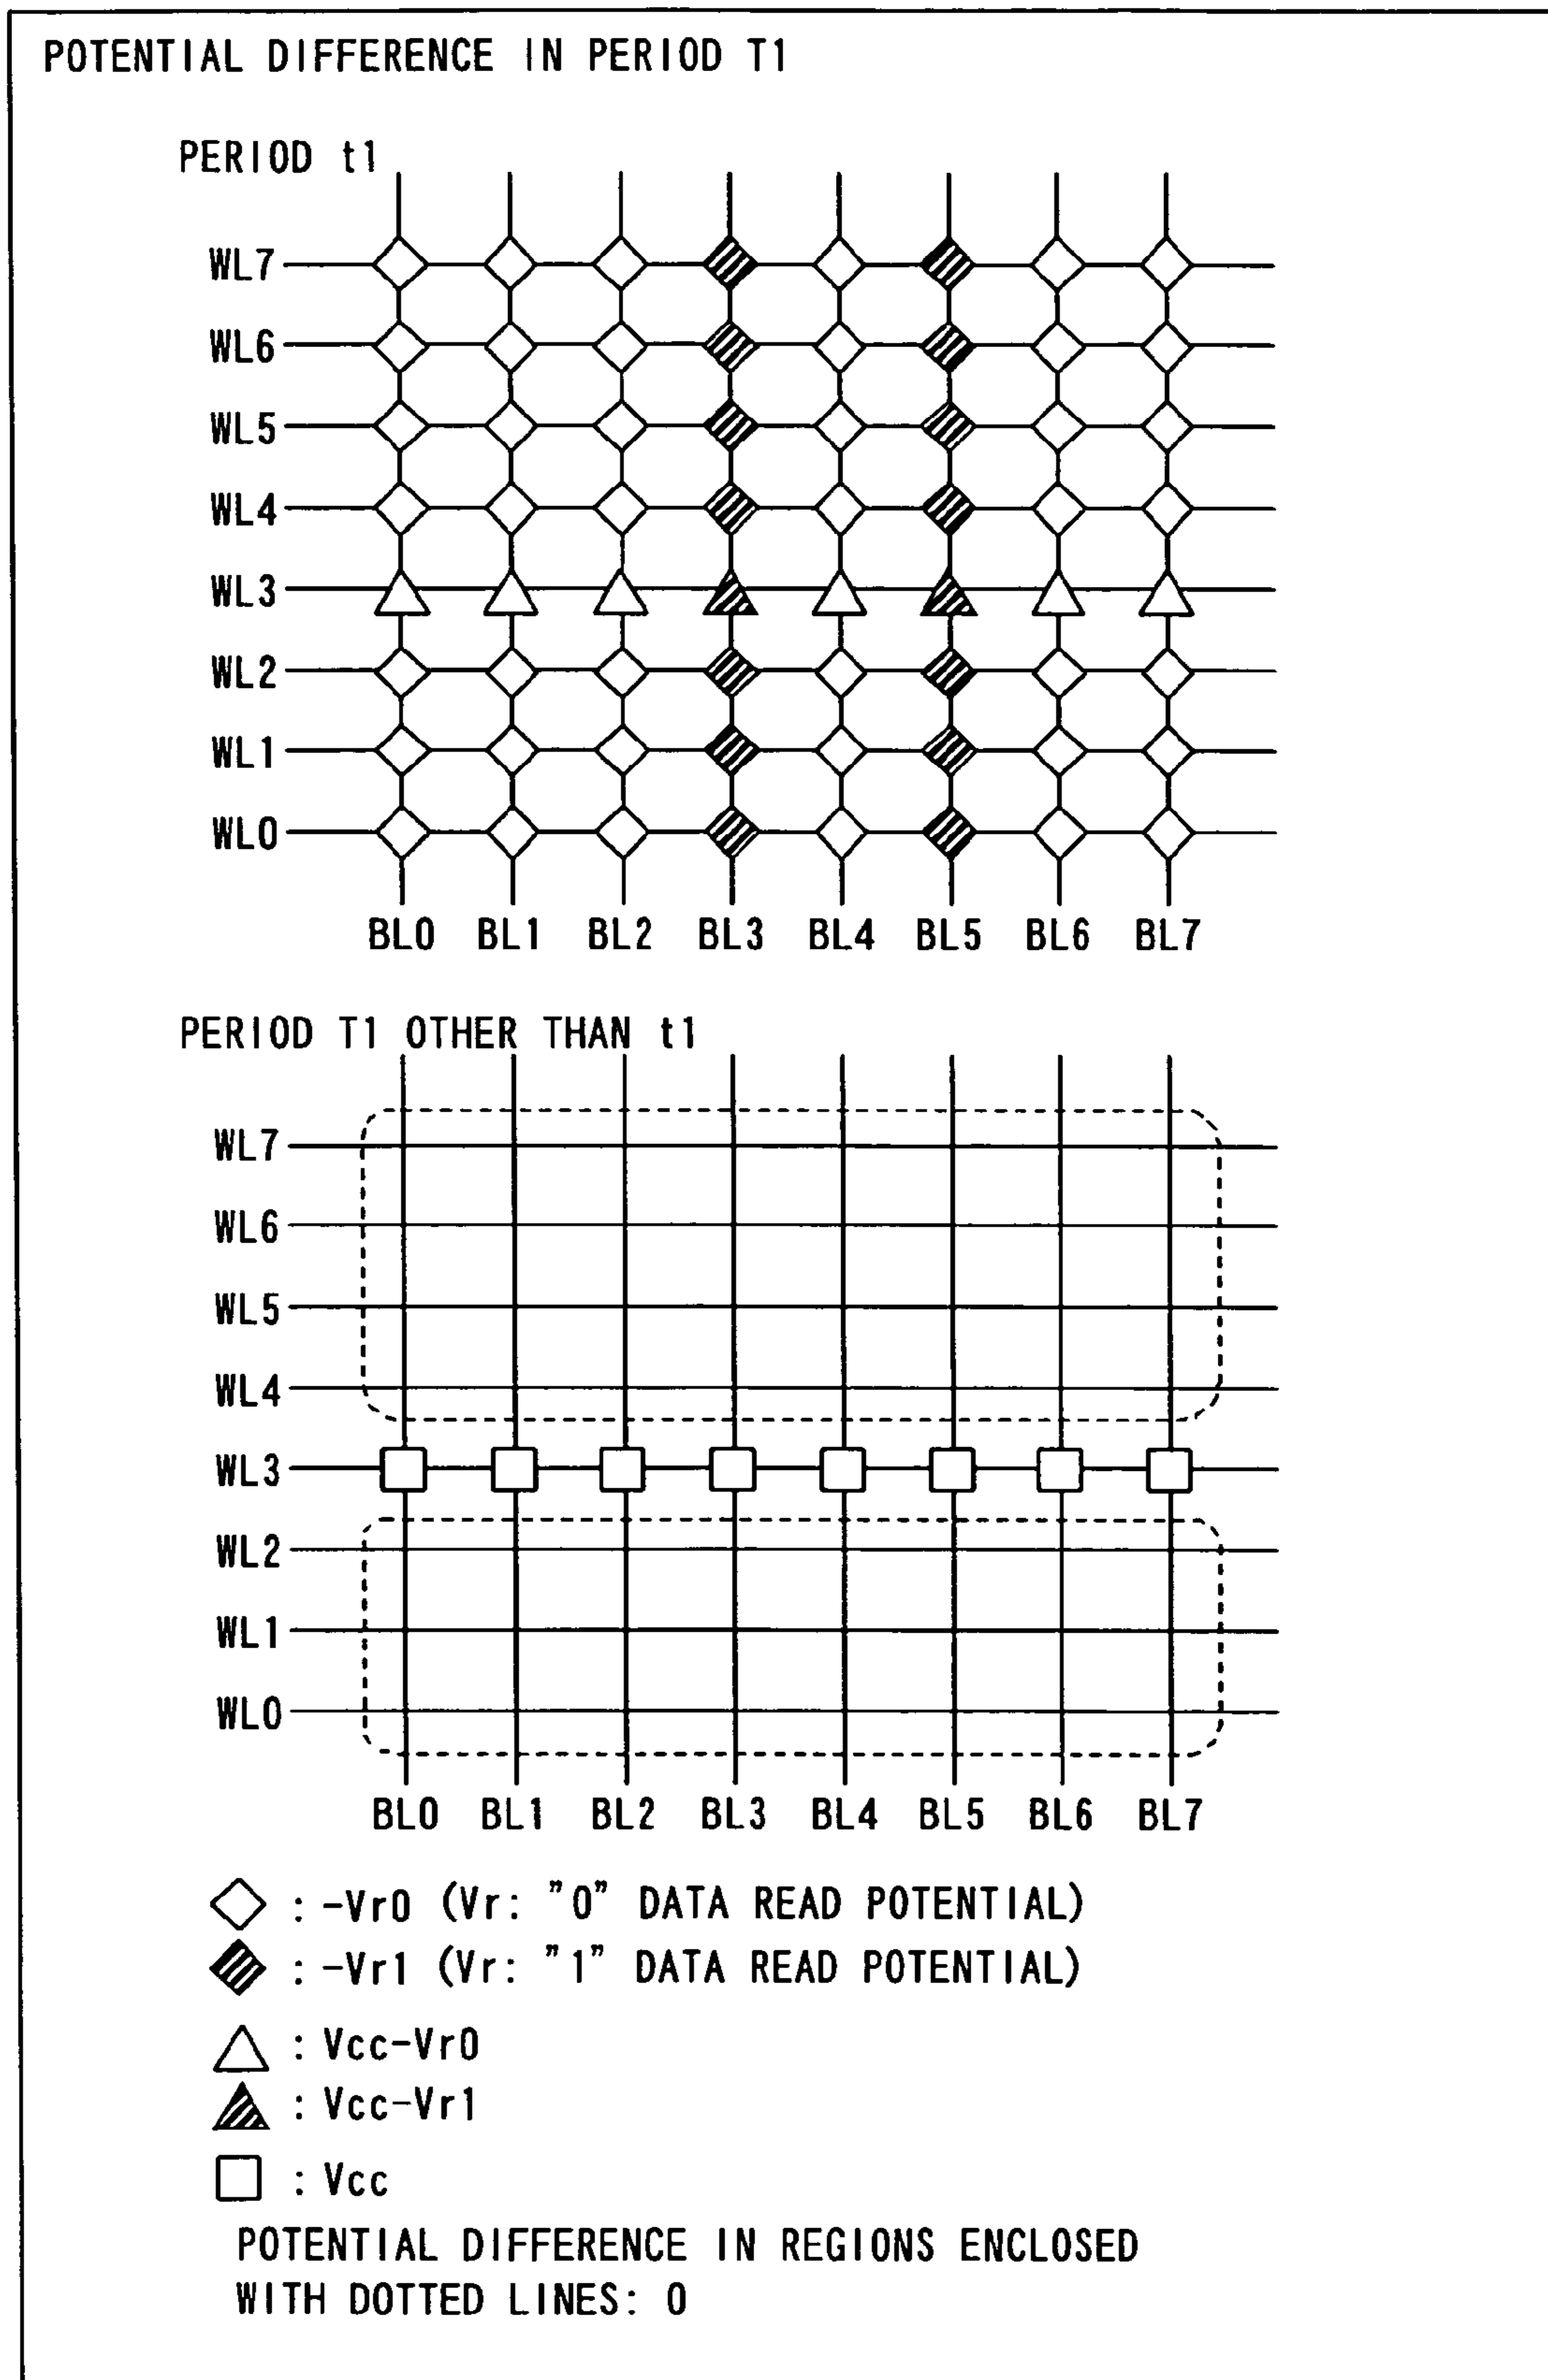 POTENTIAL DIFFERENCE IN PERIOD T1
PERIOD t1
WL7
WL6
WL5
WL4
WL3
WL2
WL1
WL0
BL0 BL1 BL2 BL3 BL4 BL5 BL6 BL7
PERIOD T1 OTHER THAN t1
WL7
WL6
WL5
WL4
WL3
WL2
WL1
WL0
BL0 BL1 BL2 BL3 BL4 BL5 BL6 BL7
: -Vr0 (Vr: ”0” DATA READ POTENTIAL)
: -Vr1 (Vr: ”1” DATA READ POTENTIAL)
: Vcc-Vr0
: Vcc-Vr1
: Vcc
POTENTIAL DIFFERENCE IN REGIONS ENCLOSED
WITH DOTTED LINES: 0